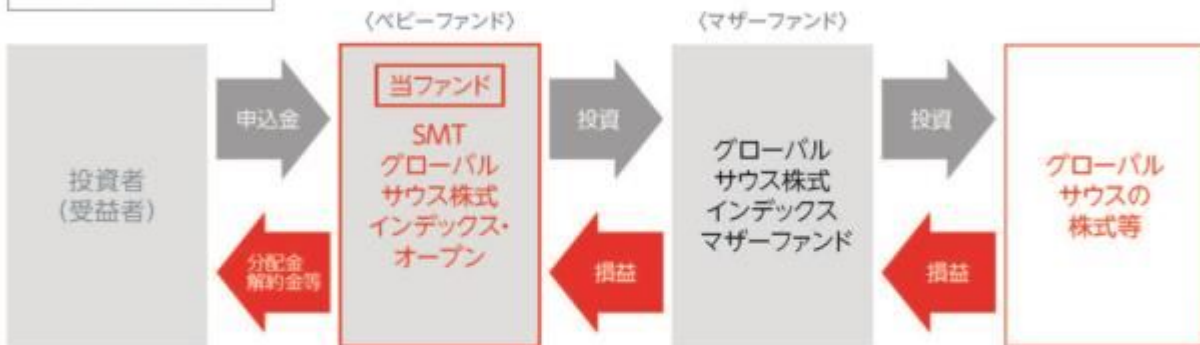 〈ベビーファンド〉
〈マザーファンド〉
投資者
（受益者）
申込金
分配金
解約金等
当ファンド
SMT
グローバル
サウス株式
インデックス・
オープン
投資
損益
グローバル
サウス株式
インデックス
マザーファンド
投資
損益
グローバル
サウスの
株式等